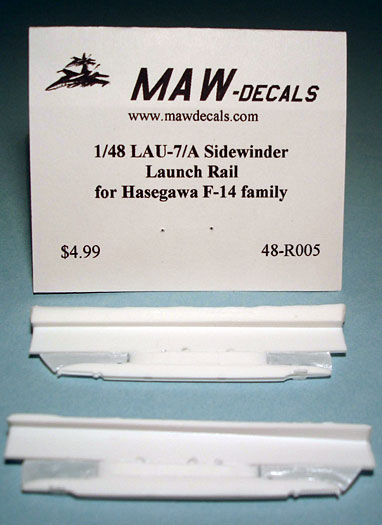 MAW-DECALS
www.mawdecals.com
1/48 LAU-7/A Sidewinder
Launch Rail
for Hasegawa F-14 family
$4.99 48-R005